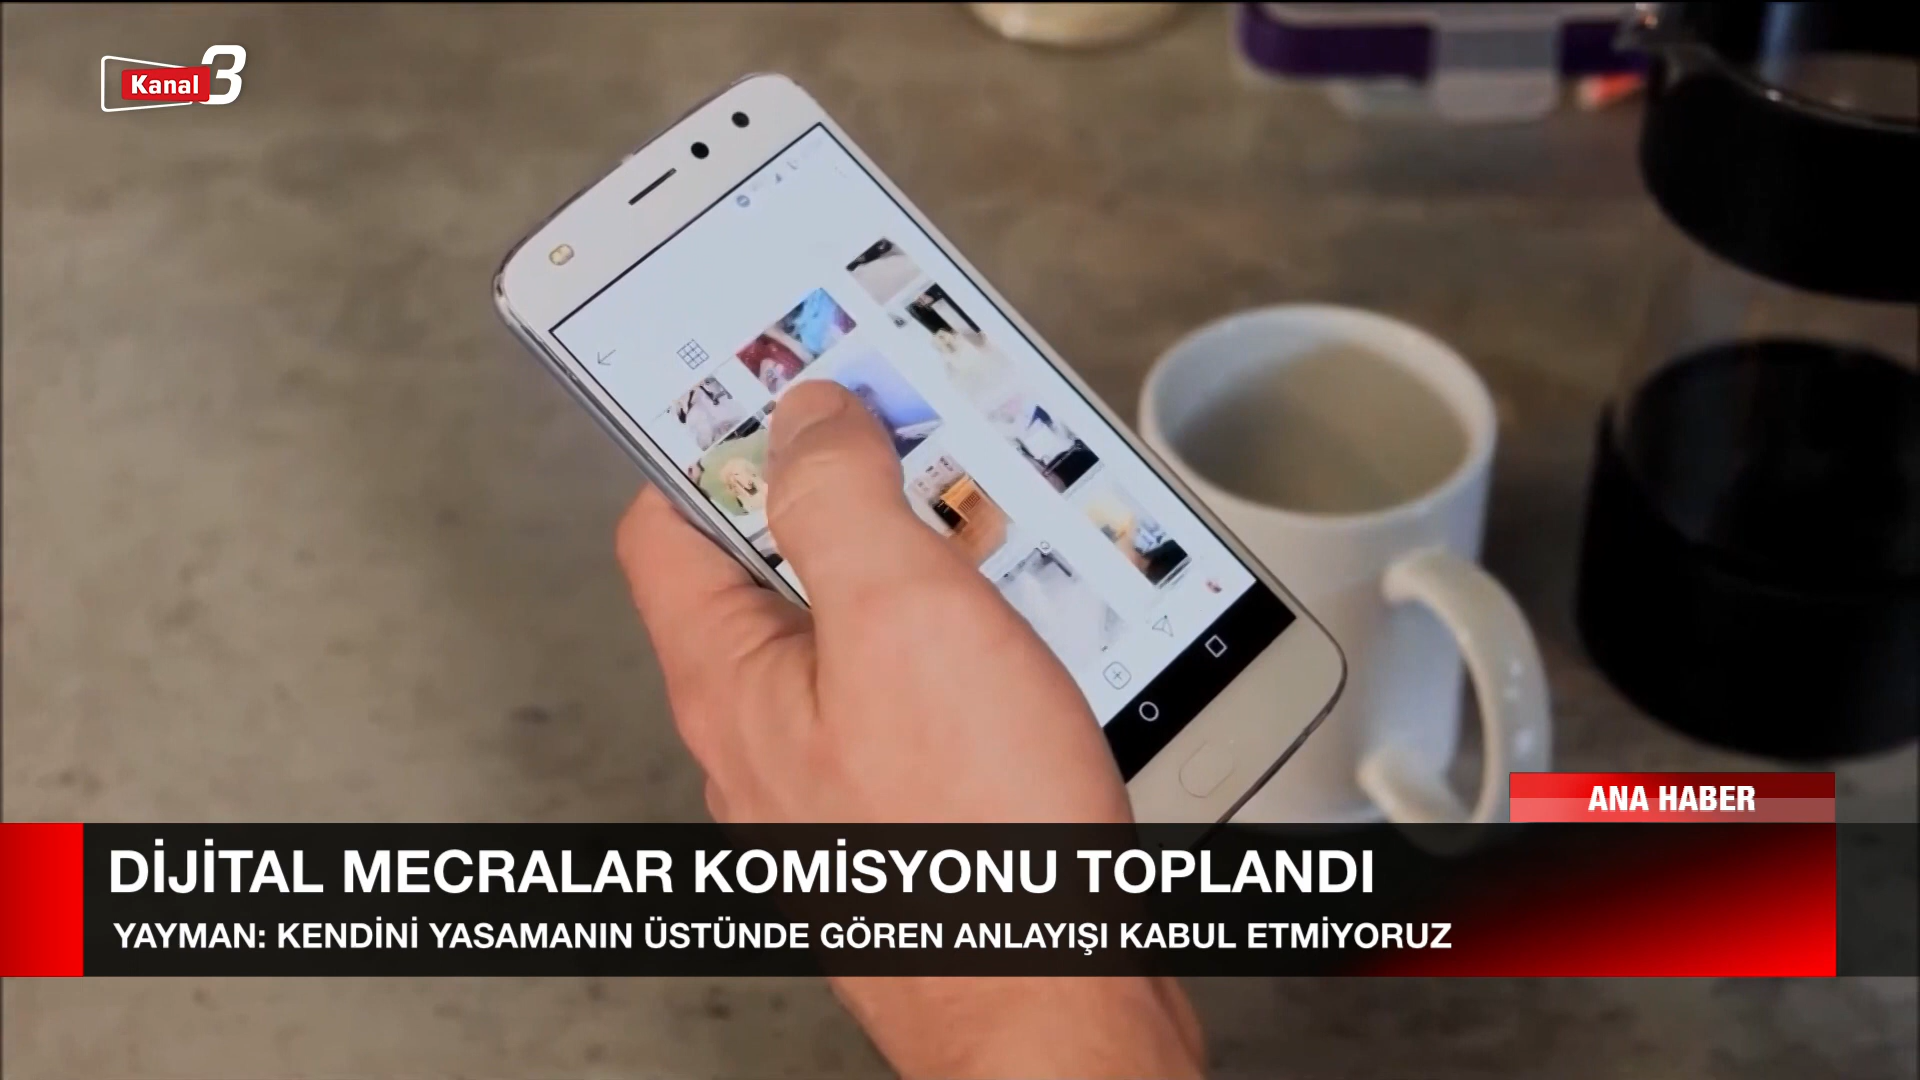 Kanal 3
ANA HABER
DİJİTAL MECRALAR KOMİSYONU TOPLANDI
YAYMAN: KENDİNİ YASAMANIN ÜSTÜNDE GÖREN ANLAYIŞI KABUL ETMİYORUZ